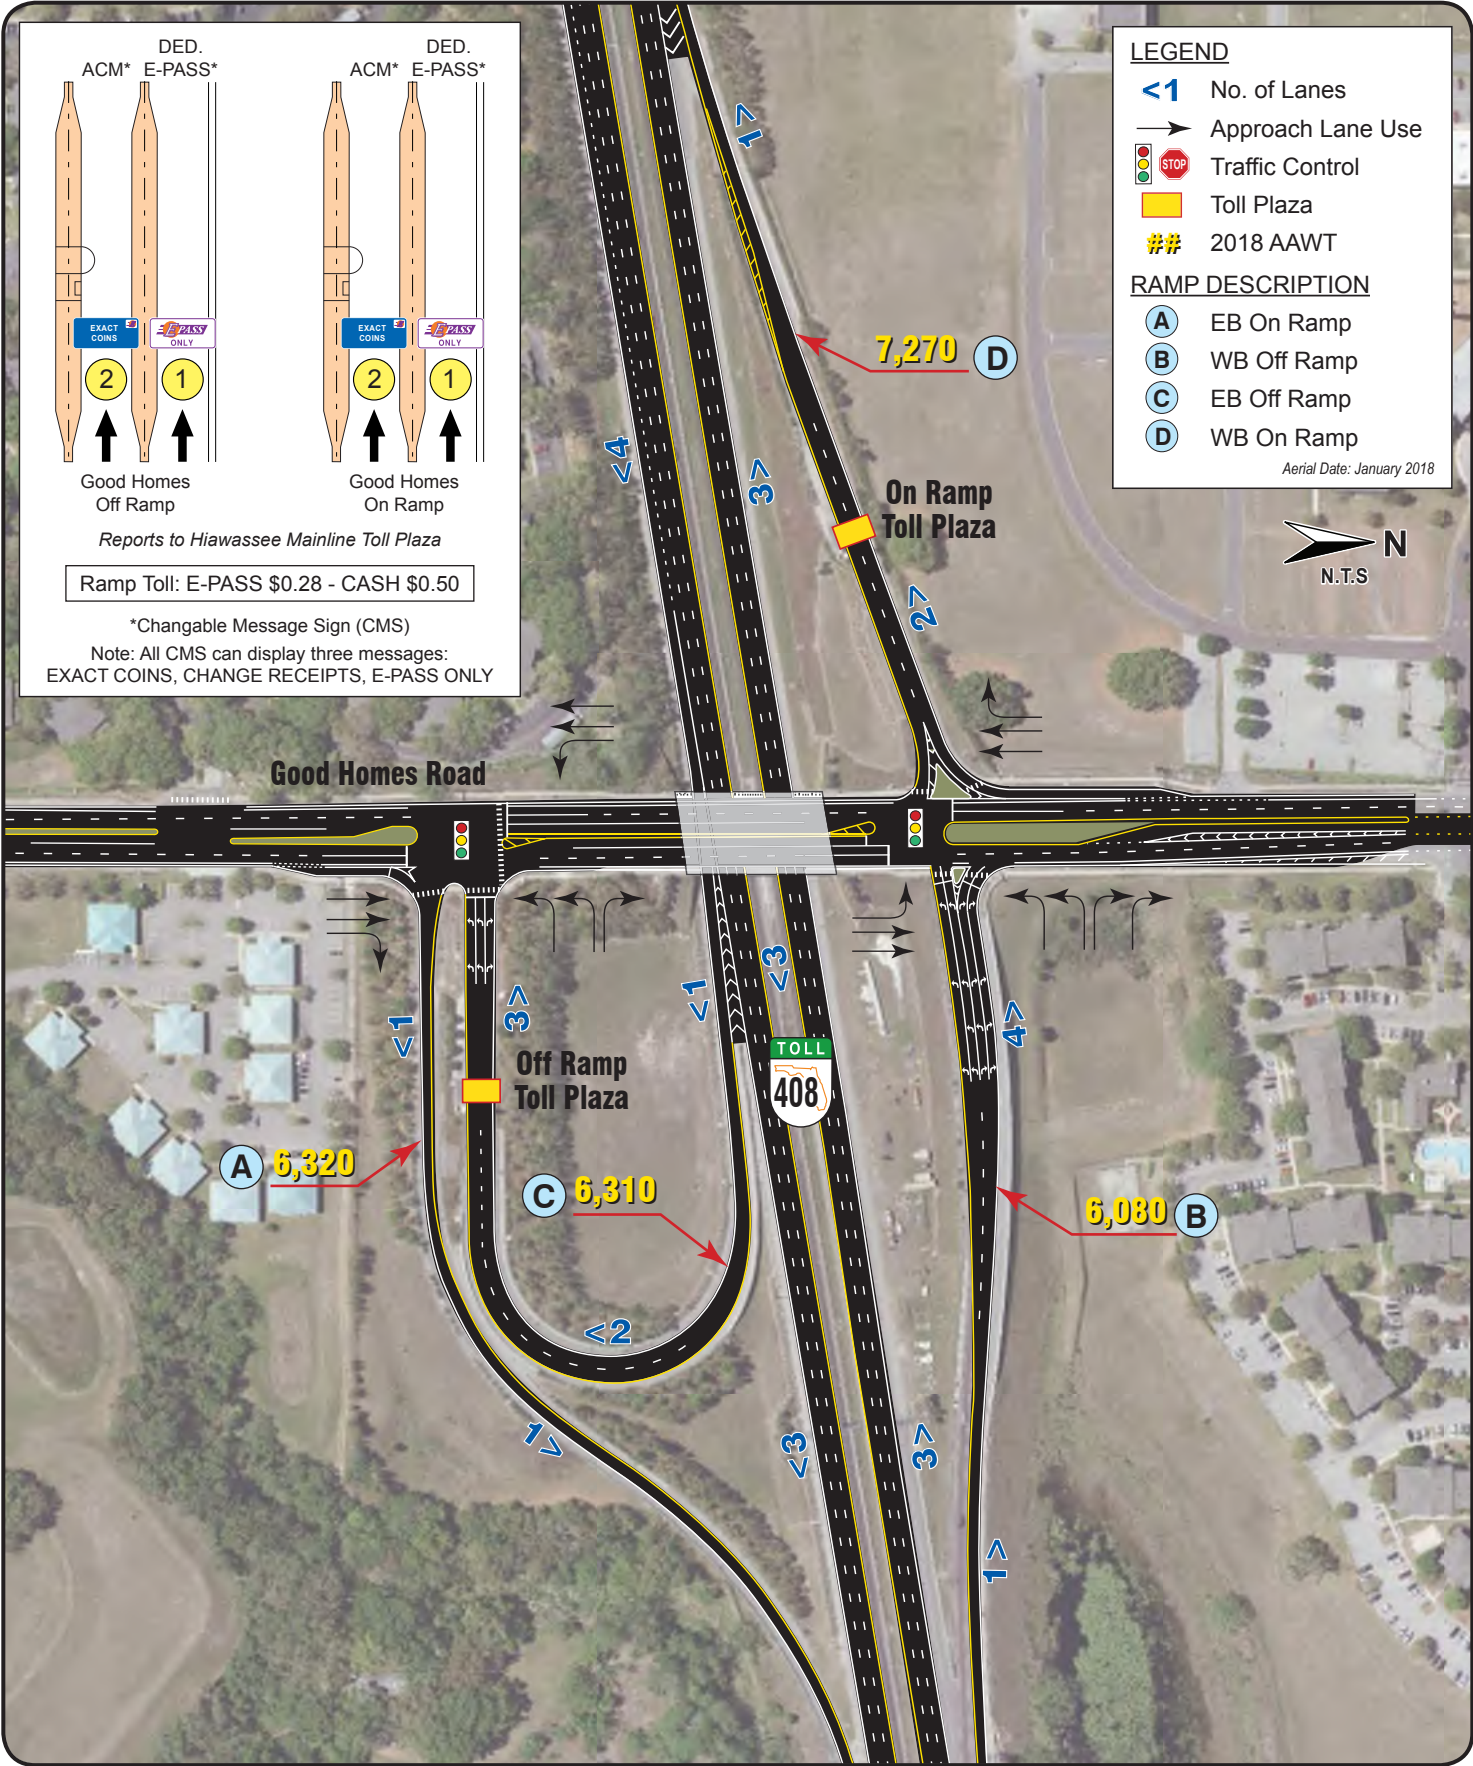 ACM*
DED.
E-PASS*
ACM*
DED.
E-PASS*
EXACT
COINS
E-PASS
ONLY
EXACT
COINS
E-PASS
ONLY
2
1
2
1
Good Homes
Off Ramp
Good Homes
On Ramp
Reports to Hiawassee Mainline Toll Plaza
Ramp Toll: E-PASS $0.28 - CASH $0.50
*Changable Message Sign (CMS)
Note: All CMS can display three messages:
EXACT COINS, CHANGE RECEIPTS, E-PASS ONLY
LEGEND
<1 No. of Lanes
Approach Lane Use
STOP Traffic Control
Toll Plaza
## 2018 AAWT
RAMP DESCRIPTION
A EB On Ramp
B WB Off Ramp
C EB Off Ramp
D WB On Ramp
Aerial Date: January 2018
N
N.T.S
1>
7,270 D
<4
3>
On Ramp
Toll Plaza
2>
Good Homes Road
<1
3>
<1
<3
4>
Off Ramp
Toll Plaza
TOLL
408
A 6,320
C 6,310
6,080 B
<2
1>
<3
3>
1>